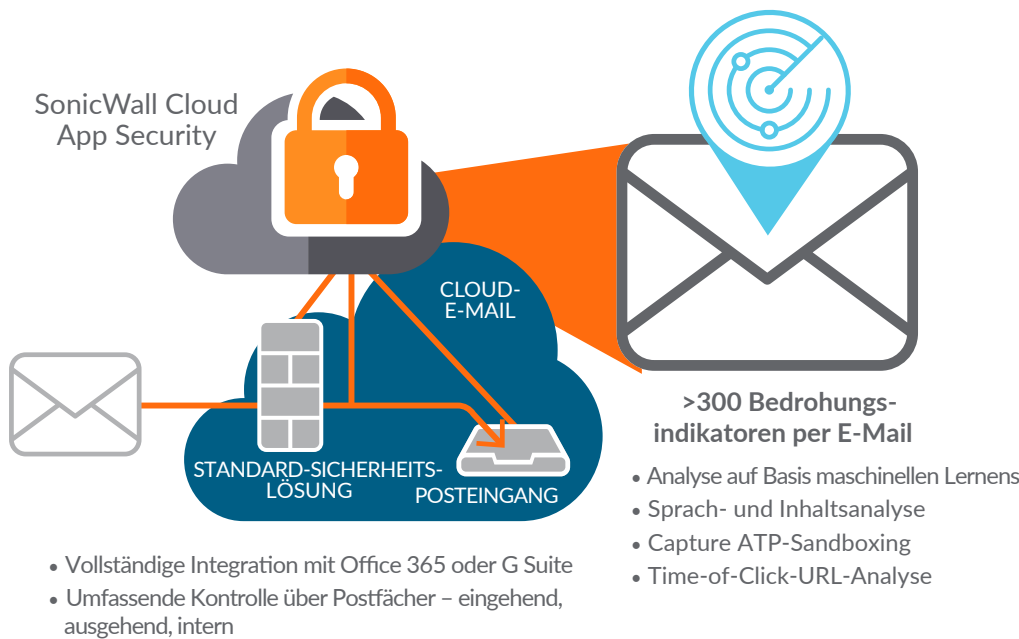 SonicWall Cloud
App Security
CLOUD-
E-MAIL
STANDARD-SICHERHEITS-
LÖSUNG
POSTEINGANG
• Vollständige Integration mit Office 365 oder G Suite
• Umfassende Kontrolle über Postfächer – eingehend,
ausgehend, intern
>300 Bedrohungs-
indikatoren per E-Mail
• Analyse auf Basis maschinellen Lernens
• Sprach- und Inhaltsanalyse
• Capture ATP-Sandboxing
• Time-of-Click-URL-Analyse